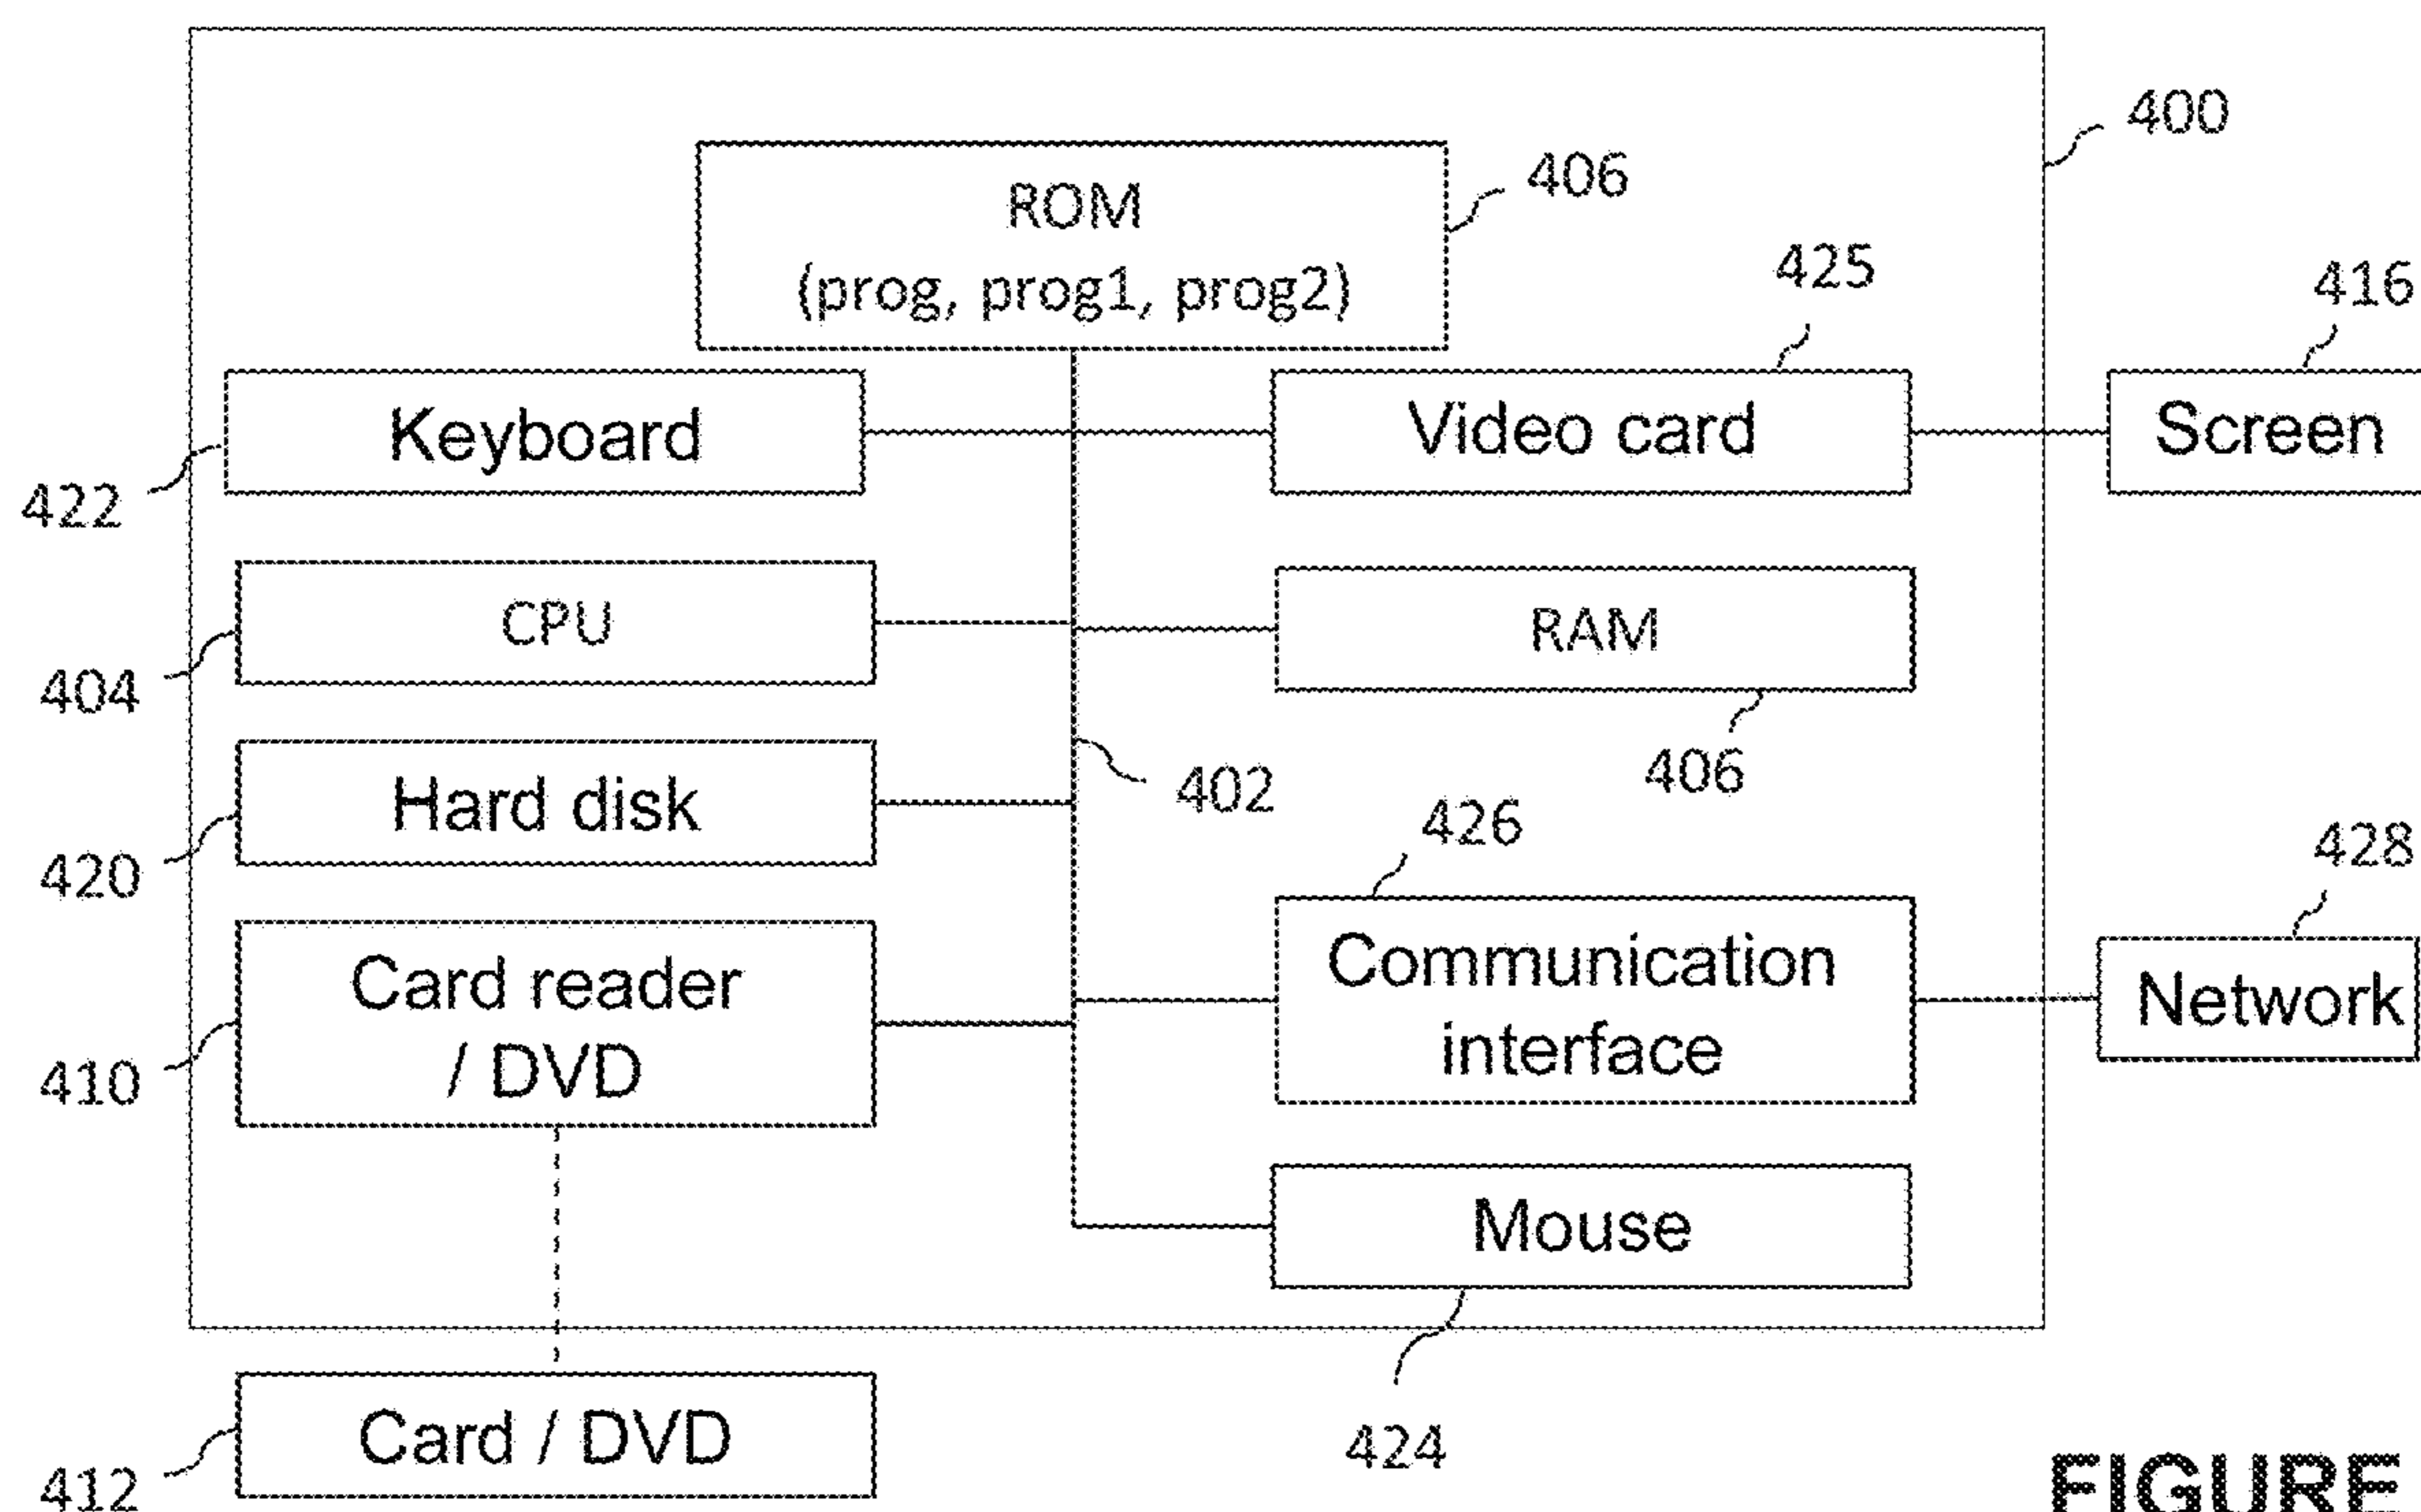 400
ROM
406
(prog, prog1, prog2)
425
416
Keyboard
Video card
Screen
422
CPU
RAM
404
406
Hard disk
402
420
426
428
Card reader
/ DVD
Communication
interface
Network
410
Mouse
Card / DVD
424
412
FIGURE